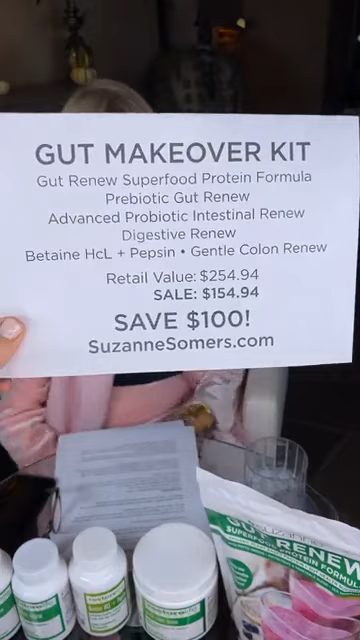 GUT MAKEOVER KIT
Gut Renew Superfood Protein Formula
Prebiotic Gut Renew
Advanced Probiotic Intestinal Renew
Digestive Renew
Betaine HcL + Pepsin • Gentle Colon Renew
Retail Value: $254.94
SALE: $154.94
SAVE $100!
SuzanneSomers.com
RENEW
SUPERFOOD PROTEIN FORMULA